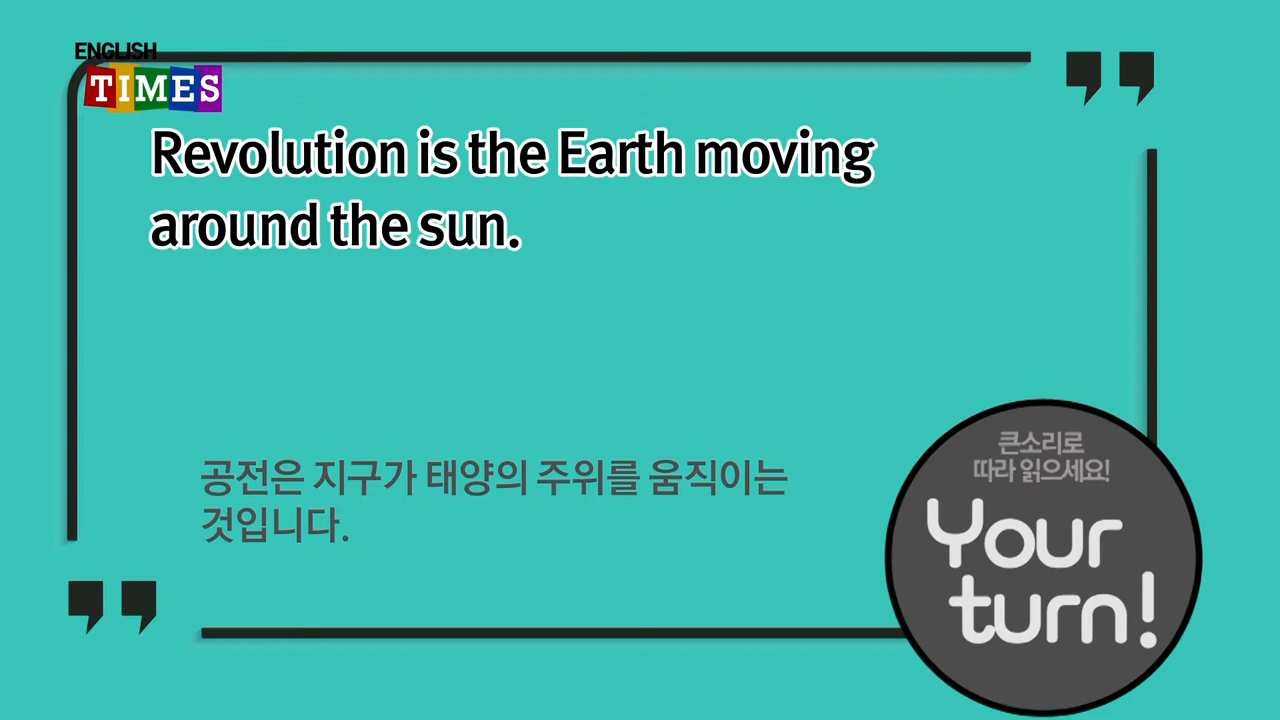 ENGLISH
TIMES
Revolution is the Earth moving
around the sun.
공전은 지구가 태양의 주위를 움직이는
것입니다.
큰소리로
따라 읽으세요!
Your
turn!